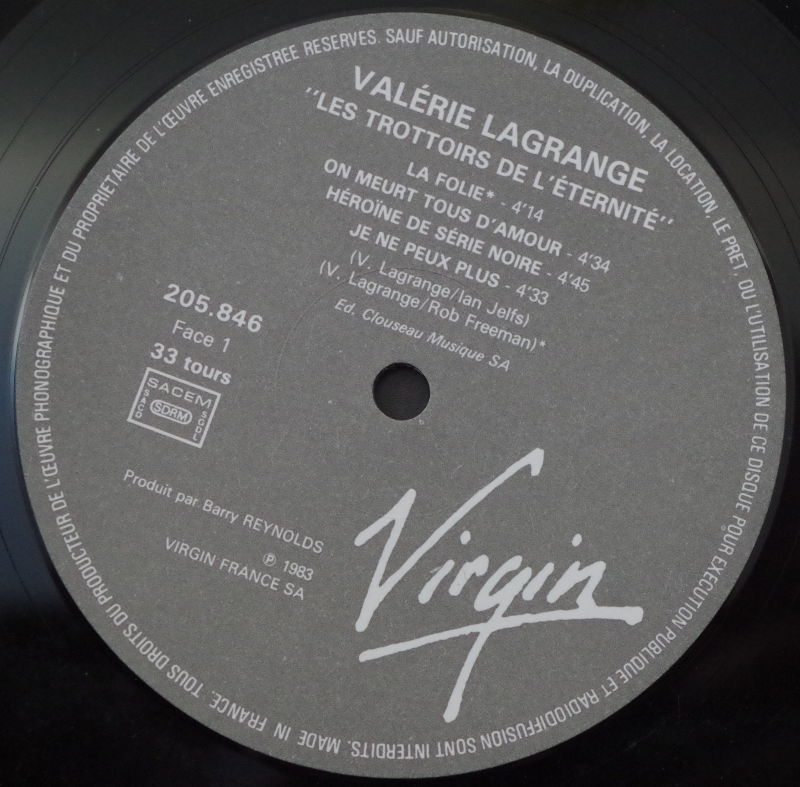 TOUS DROITS DU PRODUCTEUR DE L'ŒUVRE PHONOGRAPHIQUE ET DU PROPRIETAIRE DE L'ŒUVRE ENREGISTREE RESERVES. SAUF AUTORISATION, LA DUPLICATION, LA LOCATION, LE PRET, OU L'UTILISATION DE CE DISQUE POUR EXECUTION PUBLIQUE ET RADIODIFFUSION SONT INTERDITS. MADE IN FRANCE.
VALÉRIE LAGRANGE
"LES TROTTOIRS DE L'ÉTERNITÉ"
LA FOLIE* - 4'14
ON MEURT TOUS D'AMOUR - 4'34
HÉROÏNE DE SÉRIE NOIRE - 4'45
JE NE PEUX PLUS - 4'33
(V. Lagrange/Ian Jelfs)
(V. Lagrange/Rob Freeman)*
Ed. Clouseau Musique SA
205.846
Face 1
33 tours
SACEM
SACD
SDRM
SGDL
Produit par Barry REYNOLDS
℗ 1983
VIRGIN FRANCE SA
Virgin